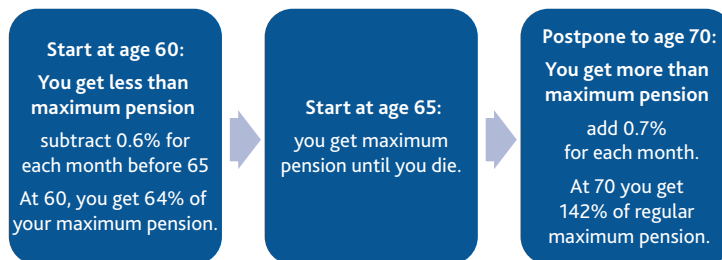 Start at age 60:
You get less than
maximum pension
subtract 0.6% for
each month before 65
At 60, you get 64% of
your maximum pension.
Start at age 65:
you get maximum
pension until you die.
Postpone to age 70:
You get more than
maximum pension
add 0.7%
for each month.
At 70 you get
142% of regular
maximum pension.